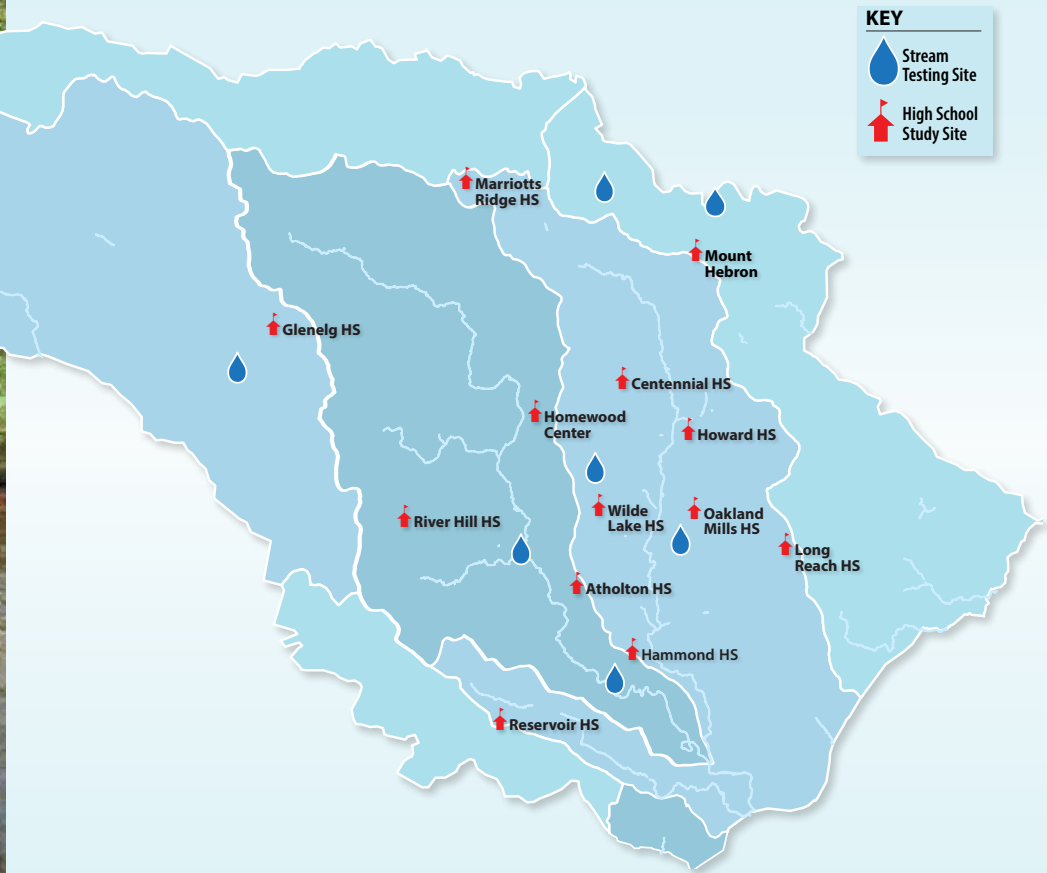 KEY
Stream
Testing Site
High School
Study Site
Marriotts
Ridge HS
Mount
Hebron
Glenelg HS
Centennial HS
Homewood
Center
Howard HS
River Hill HS
Wilde
Lake HS
Oakland
Mills HS
Long
Reach HS
Atholton HS
Hammond HS
Reservoir HS